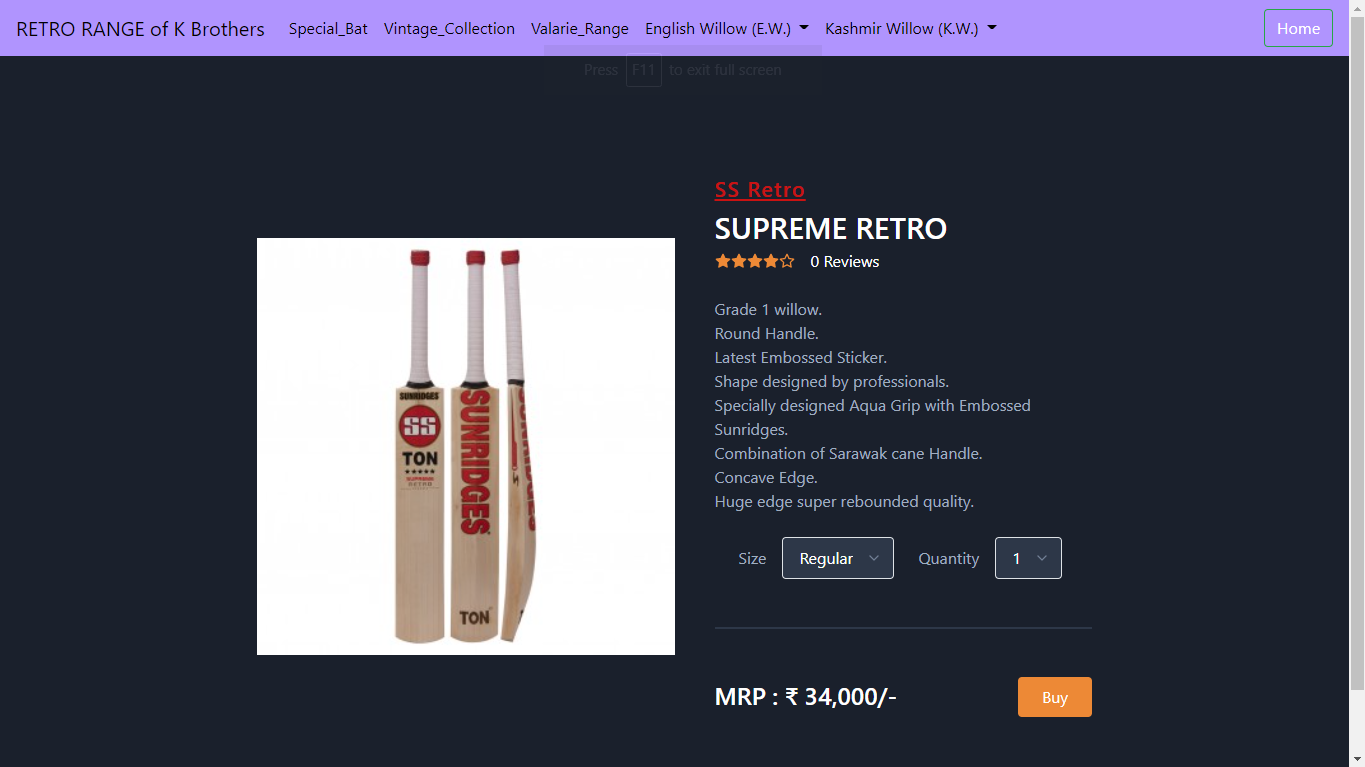 RETRO RANGE of K Brothers Special_Bat Vintage_Collection Valarie_Range English Willow (E.W.) Kashmir Willow (K.W.) Home
Press F11 to exit full screen
SS Retro
SUPREME RETRO
0 Reviews
Grade 1 willow.
Round Handle.
Latest Embossed Sticker.
Shape designed by professionals.
Specially designed Aqua Grip with Embossed
Sunridges.
Combination of Sarawak cane Handle.
Concave Edge.
Huge edge super rebounded quality.
Size Regular Quantity 1
MRP : ₹ 34,000/- Buy
SUNRIDGES
SS
TON
RETRO
SUNRIDGES
TON
SUNRIDGES